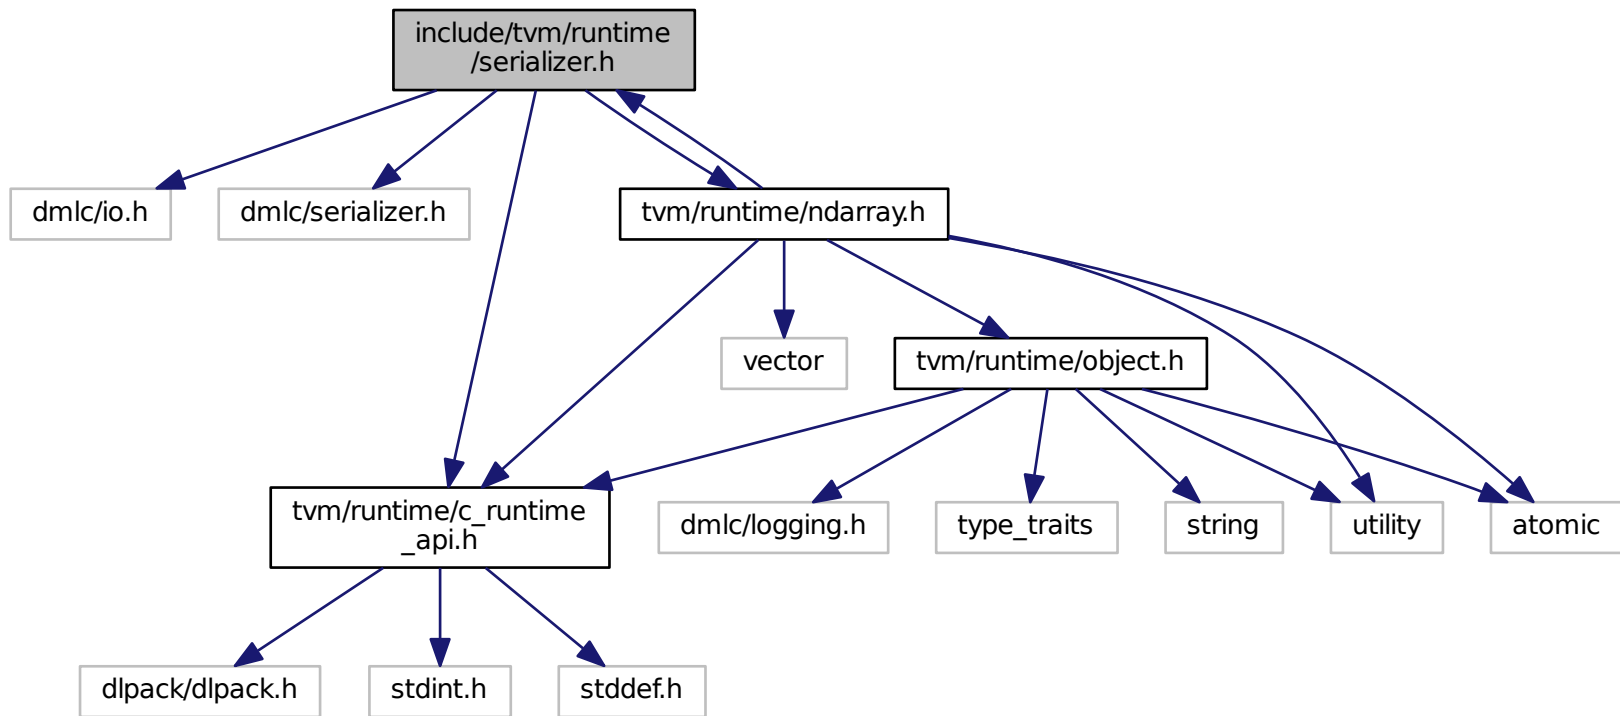 include/tvm/runtime
/serializer.h
dmlc/io.h
dmlc/serializer.h
tvm/runtime/ndarray.h
vector
tvm/runtime/object.h
tvm/runtime/c_runtime
_api.h
dmlc/logging.h
type_traits
string
utility
atomic
dlpack/dlpack.h
stdint.h
stddef.h